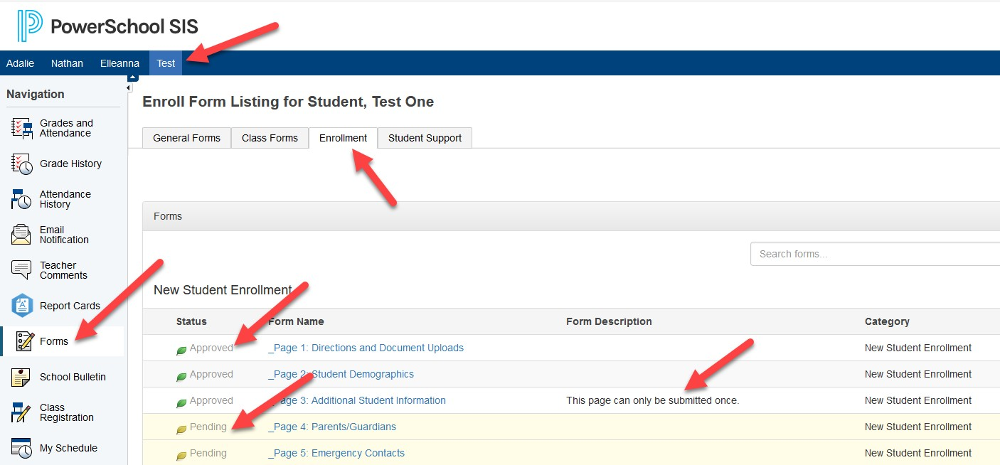 PowerSchool SIS
Adalie Nathan Elleanna Test
Navigation
Grades and
Attendance
Grade History
Attendance
History
Email
Notification
Teacher
Comments
Report Cards
Forms
School Bulletin
Class
Registration
My Schedule
Enroll Form Listing for Student, Test One
General Forms Class Forms Enrollment Student Support
Forms
Search forms...
New Student Enrollment
Status Form Name Form Description Category
Approved _Page 1: Directions and Document Uploads New Student Enrollment
Approved _Page 2: Student Demographics New Student Enrollment
Approved _Page 3: Additional Student Information This page can only be submitted once. New Student Enrollment
Pending _Page 4: Parents/Guardians New Student Enrollment
Pending _Page 5: Emergency Contacts New Student Enrollment